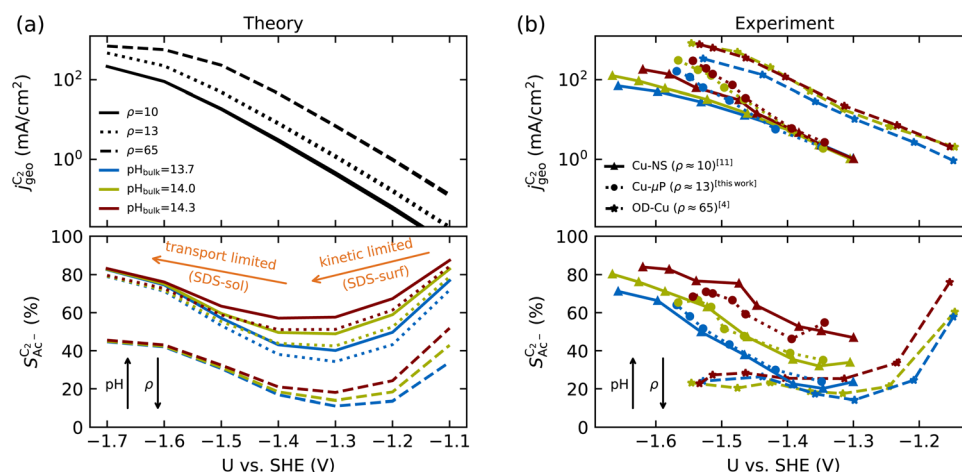 (a)
Theory
j_geo^C₂ (mA/cm²)
10²
10⁰
ρ=10
ρ=13
ρ=65
pH_bulk=13.7
pH_bulk=14.0
pH_bulk=14.3
S_Ac⁻^C₂ (%)
100
80
60
40
20
0
transport limited
(SDS-sol)
kinetic limited
(SDS-surf)
pH
ρ
−1.7 −1.6 −1.5 −1.4 −1.3 −1.2 −1.1
U vs. SHE (V)
(b)
Experiment
j_geo^C₂ (mA/cm²)
10²
10⁰
Cu-NS (ρ≈10)[11]
Cu-μP (ρ≈13)[this work]
OD-Cu (ρ≈65)[4]
S_Ac⁻^C₂ (%)
100
80
60
40
20
0
pH
ρ
−1.6 −1.5 −1.4 −1.3 −1.2
U vs. SHE (V)